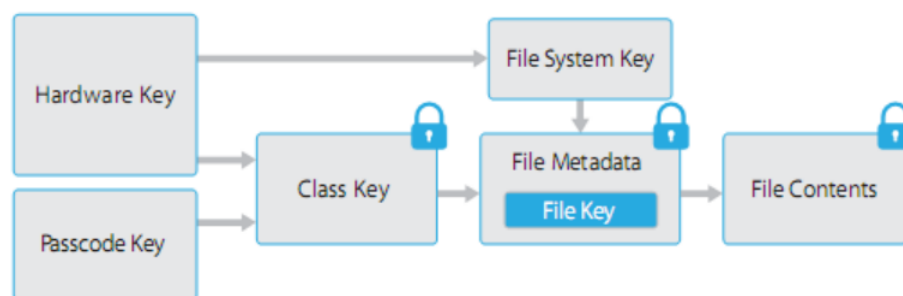 Hardware Key
File System Key
Class Key
File Metadata
File Key
File Contents
Passcode Key